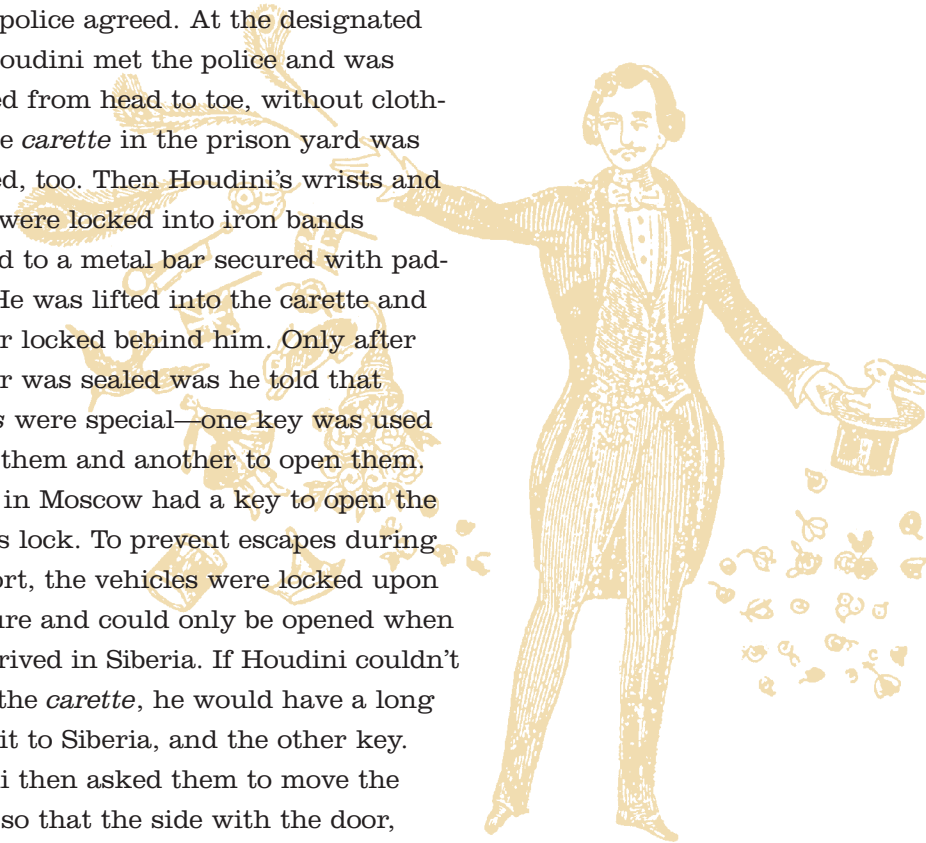 police agreed. At the designated
oudini met the police and was
ed from head to toe, without cloth-
e carette in the prison yard was
ed, too. Then Houdini’s wrists and
were locked into iron bands
d to a metal bar secured with pad-
He was lifted into the carette and
r locked behind him. Only after
r was sealed was he told that
s were special—one key was used
them and another to open them.
in Moscow had a key to open the
s lock. To prevent escapes during
ort, the vehicles were locked upon
ure and could only be opened when
rrived in Siberia. If Houdini couldn’t
the carette, he would have a long
it to Siberia, and the other key.
i then asked them to move the
so that the side with the door,